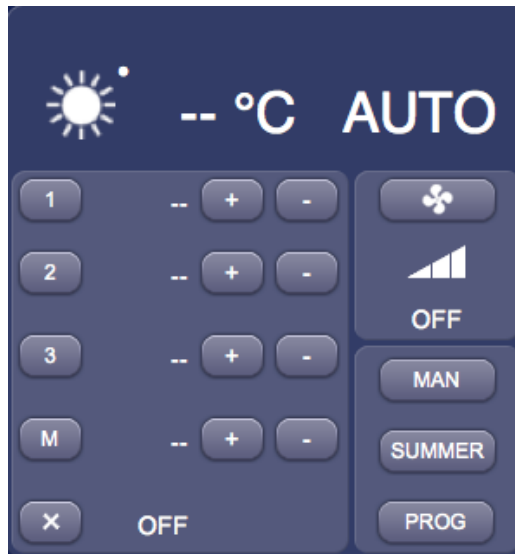 -- °C AUTO
1 -- + -
2 -- + -
3 -- + -
M -- + -
× OFF
OFF
MAN
SUMMER
PROG